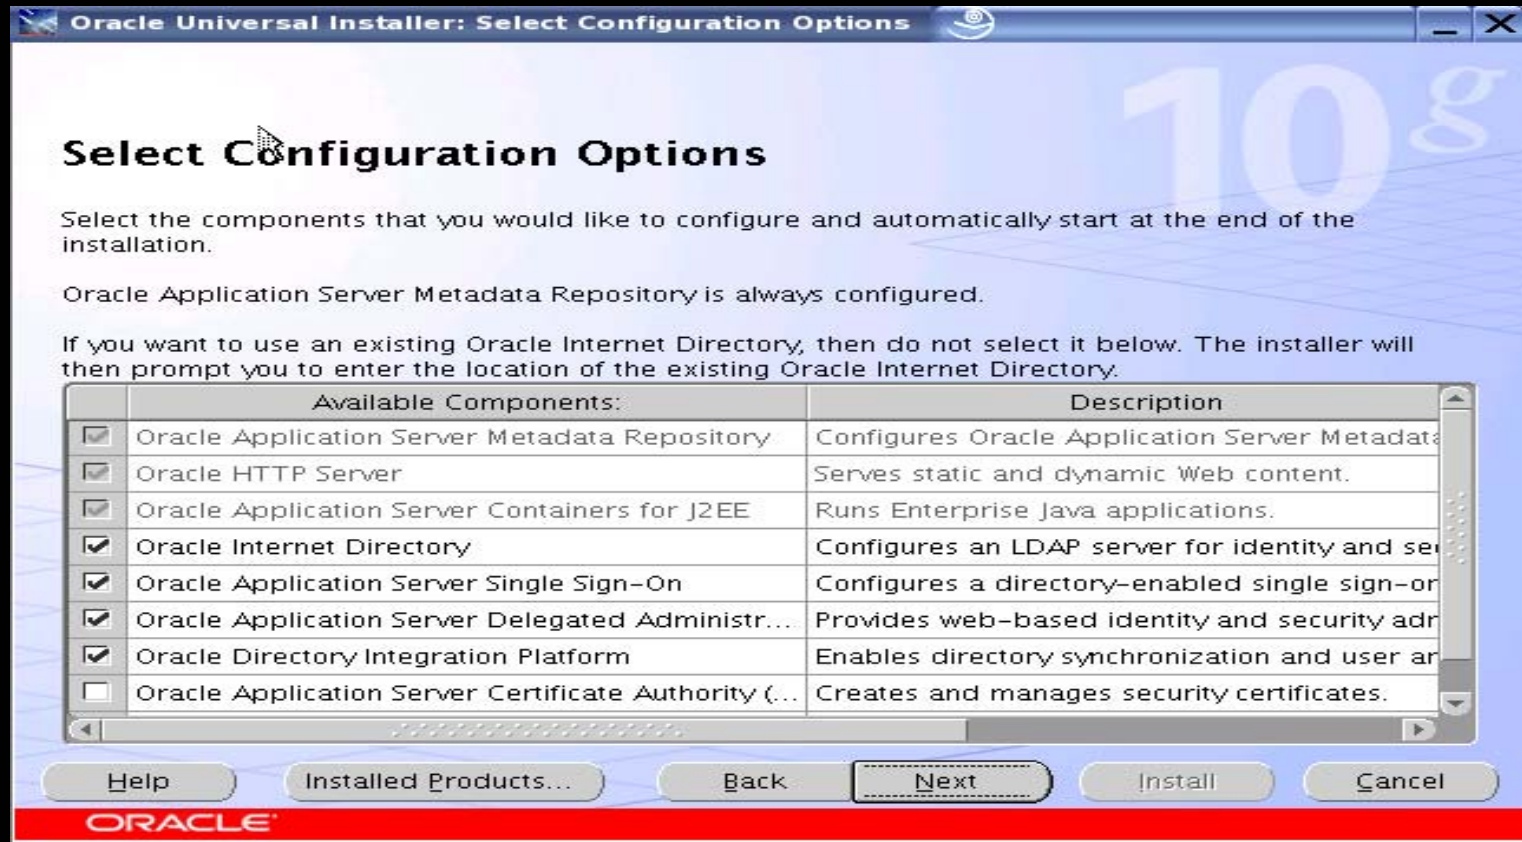 Oracle Universal Installer: Select Configuration Options
10g
Select Configuration Options
Select the components that you would like to configure and automatically start at the end of the
installation.
Oracle Application Server Metadata Repository is always configured.
If you want to use an existing Oracle Internet Directory, then do not select it below. The installer will
then prompt you to enter the location of the existing Oracle Internet Directory.
Available Components: Description
Oracle Application Server Metadata Repository Configures Oracle Application Server Metadata
Oracle HTTP Server Serves static and dynamic Web content.
Oracle Application Server Containers for J2EE Runs Enterprise Java applications.
Oracle Internet Directory Configures an LDAP server for identity and se
Oracle Application Server Single Sign-On Configures a directory-enabled single sign-or
Oracle Application Server Delegated Administr... Provides web-based identity and security adr
Oracle Directory Integration Platform Enables directory synchronization and user ar
Oracle Application Server Certificate Authority (... Creates and manages security certificates.
Help Installed Products... Back Next Install Cancel
ORACLE